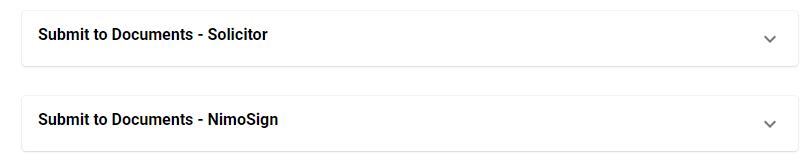 Submit to Documents - Solicitor
Submit to Documents - NimoSign